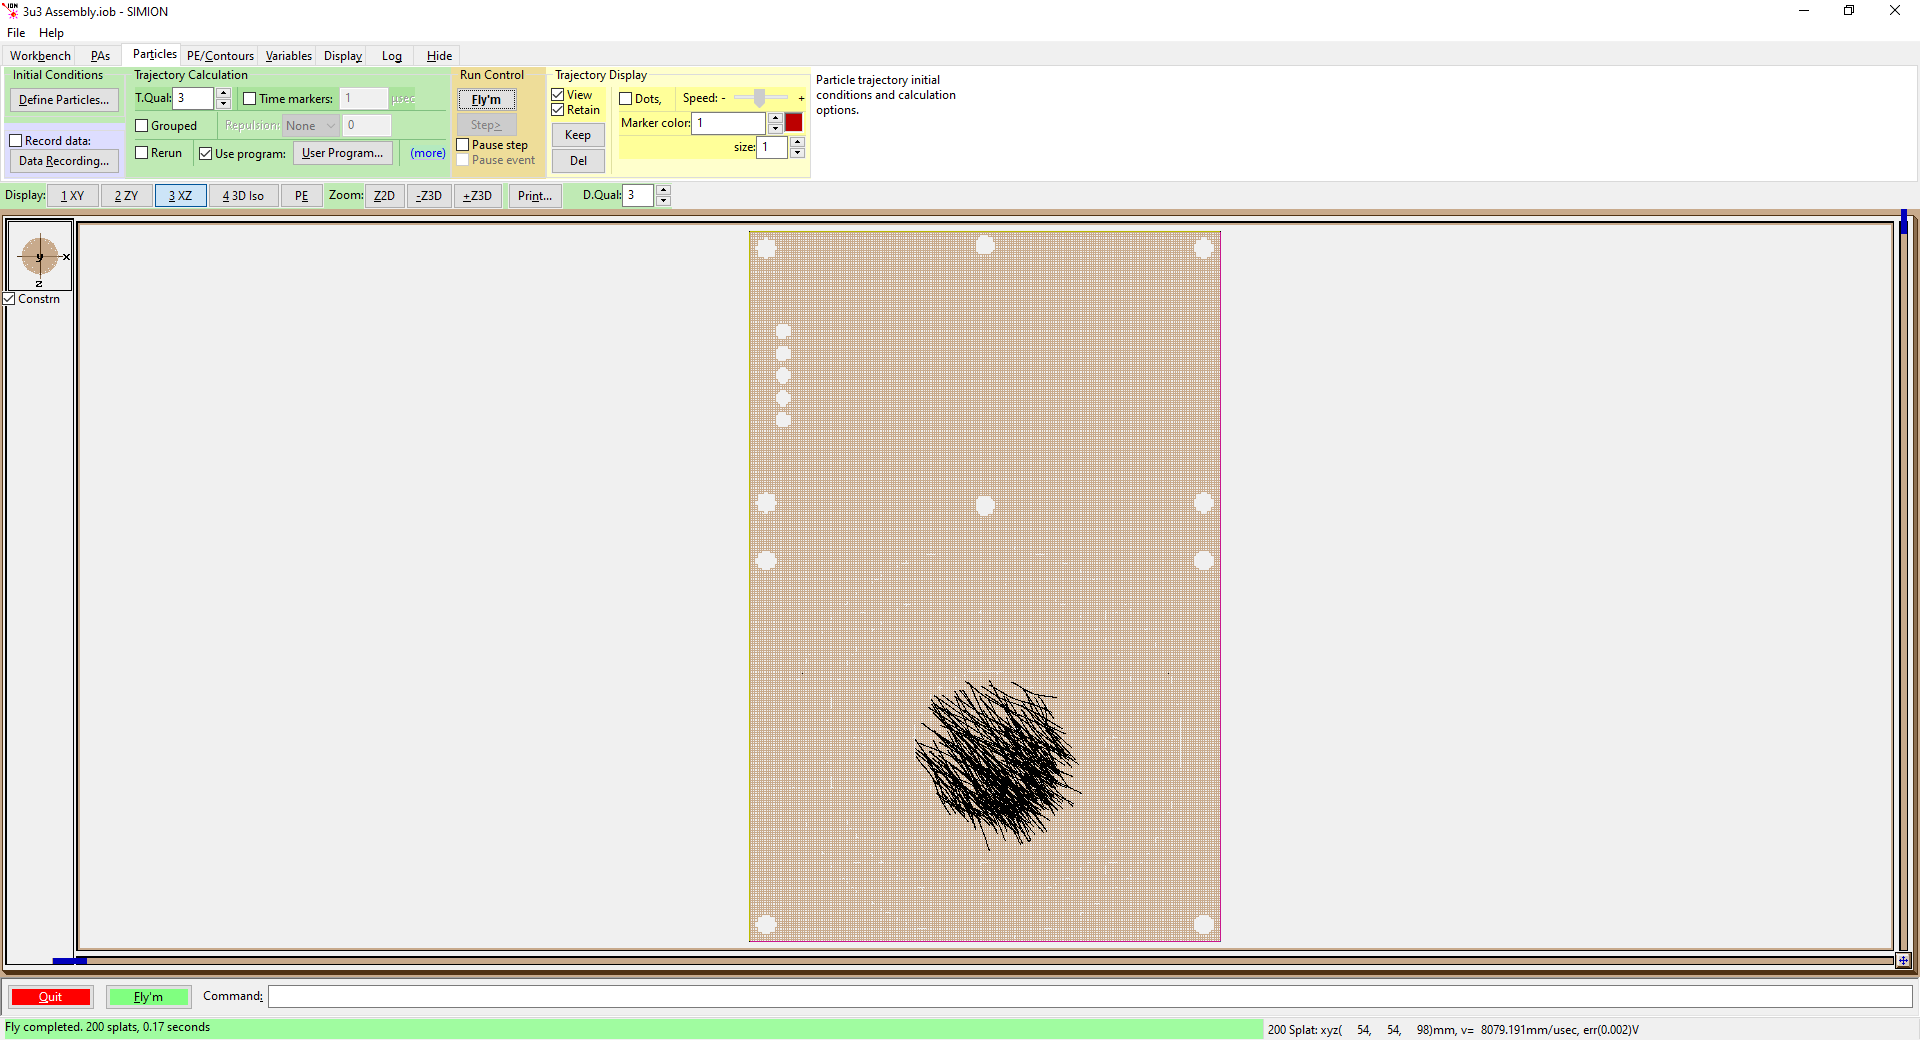 3u3 Assembly.iob - SIMION
File Help
Workbench PAs Particles PE/Contours Variables Display Log Hide
Initial Conditions
Define Particles...
Record data:
Data Recording...
Trajectory Calculation
T.Qual: 3 Time markers: 1 µsec
Grouped Repulsion: None 0
Rerun Use program: User Program... (more)
Run Control
Fly'm
Step>
Pause step
Pause event
Trajectory Display
View
Retain
Keep
Del
Dots, Speed: - +
Marker color: 1
size: 1
Particle trajectory initial
conditions and calculation
options.
Display: 1 XY 2 ZY 3 XZ 4 3D Iso PE Zoom: Z2D -Z3D +Z3D Print... D.Qual: 3
y x
z
Constrn
Quit Fly'm Command:
Fly completed. 200 splats, 0.17 seconds
200 Splat: xyz( 54, 54, 98)mm, v= 8079.191mm/usec, err(0.002)V